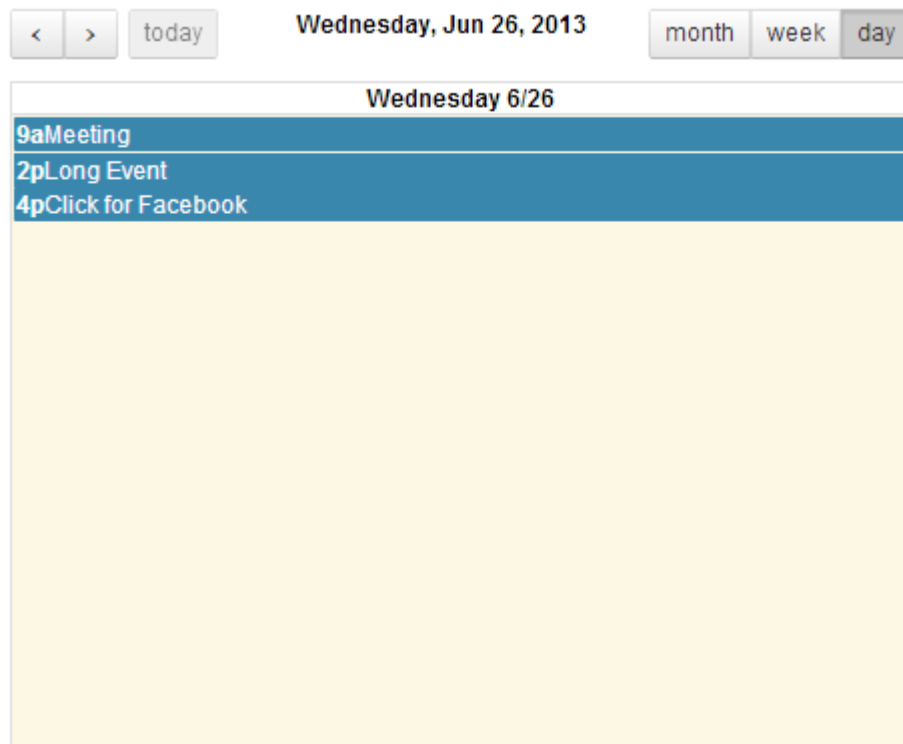 ‹ › today Wednesday, Jun 26, 2013 month week day
Wednesday 6/26
9aMeeting
2pLong Event
4pClick for Facebook